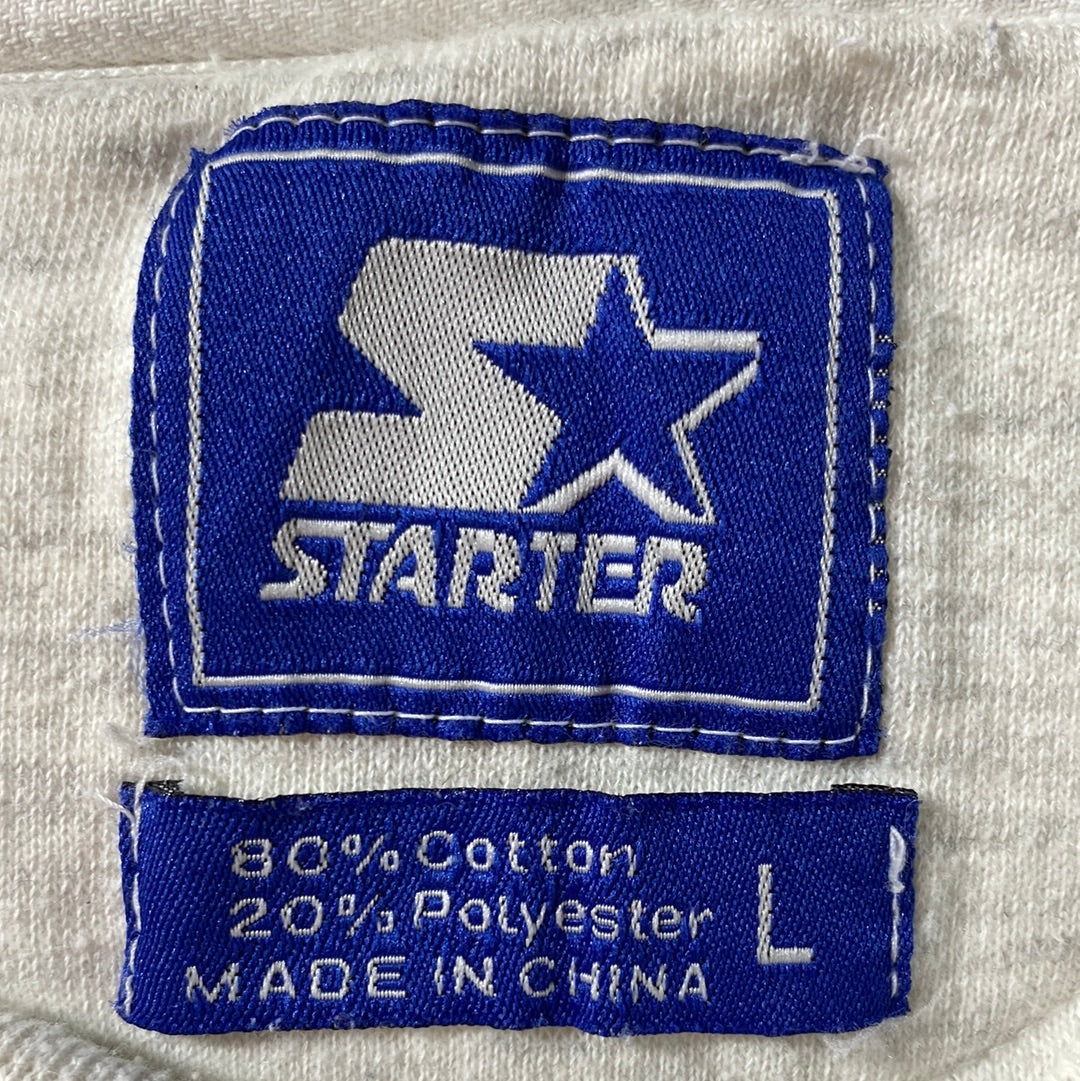 STARTER
80% Cotton
20% Polyester
MADE IN CHINA
L